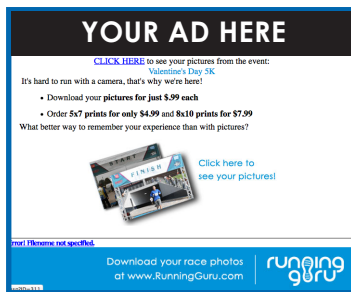 YOUR AD HERE
CLICK HERE to see your pictures from the event:
Valentine's Day 5K
It's hard to run with a camera, that's why we're here!
• Download your pictures for just $.99 each
• Order 5x7 prints for only $4.99 and 8x10 prints for $7.99
What better way to remember your experience than with pictures?
START
FINISH
Click here to
see your pictures!
rror! Filename not specified.
Download your race photos
at www.RunningGuru.com
running
guru